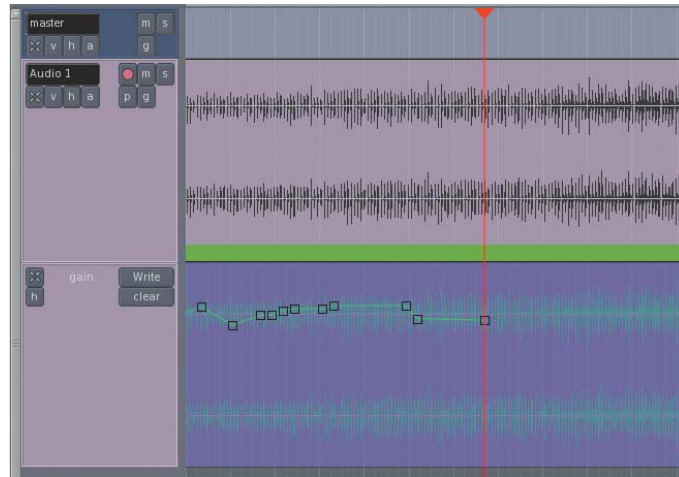 master m s
v h a g
Audio 1 m s
v h a p g
gain Write
h clear